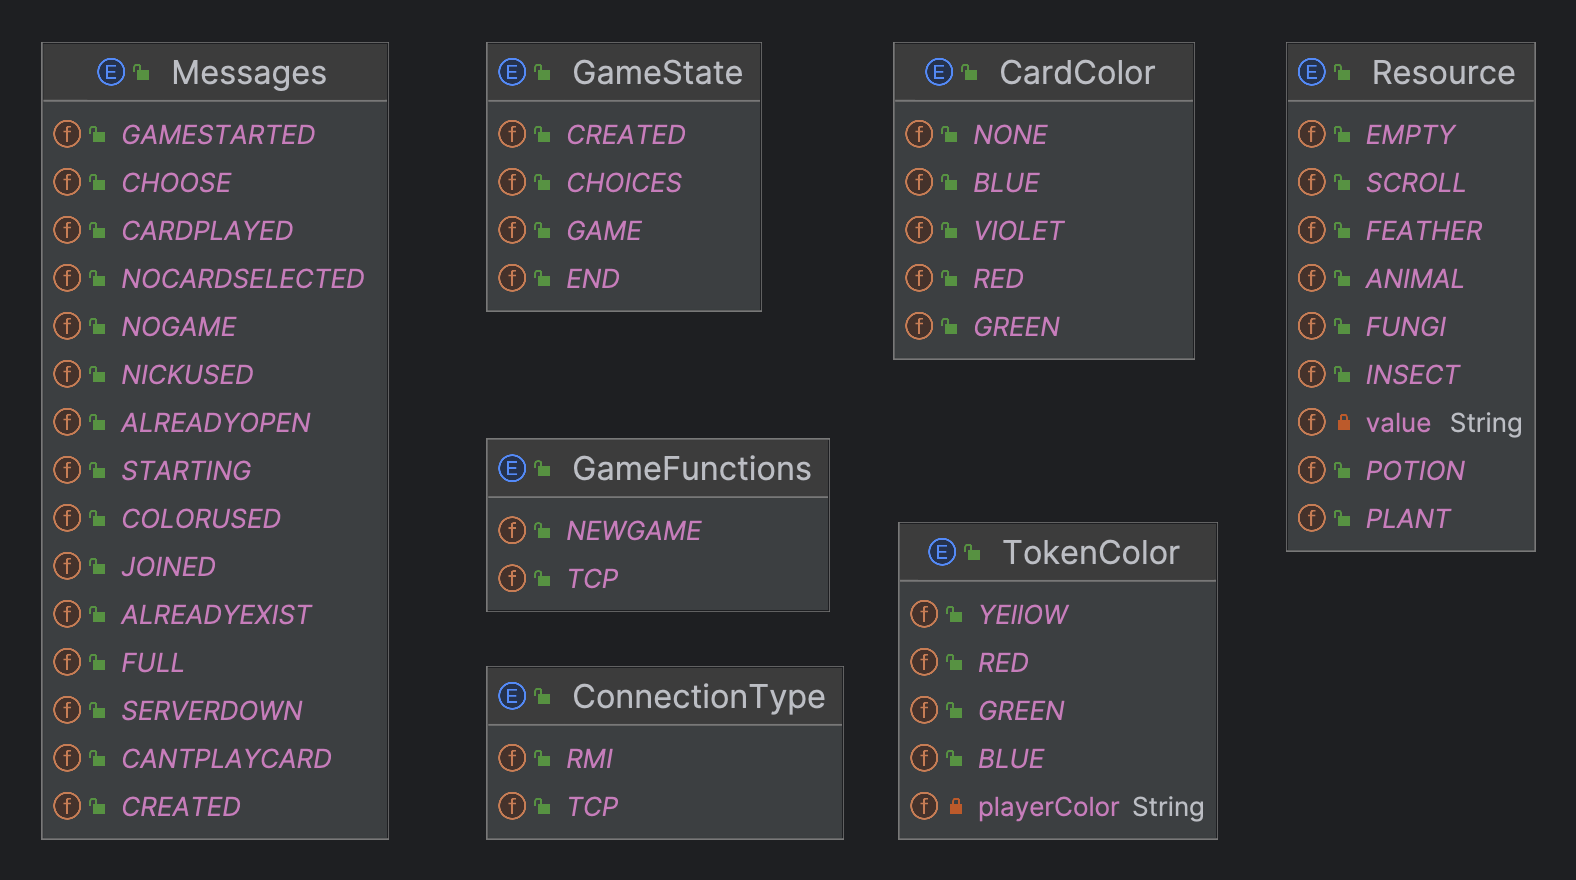 Messages
GAMESTARTED
CHOOSE
CARDPLAYED
NOCARDSELECTED
NOGAME
NICKUSED
ALREADYOPEN
STARTING
COLORUSED
JOINED
ALREADYEXIST
FULL
SERVERDOWN
CANTPLAYCARD
CREATED
GameState
CREATED
CHOICES
GAME
END
GameFunctions
NEWGAME
TCP
ConnectionType
RMI
TCP
CardColor
NONE
BLUE
VIOLET
RED
GREEN
TokenColor
YEllOW
RED
GREEN
BLUE
playerColor String
Resource
EMPTY
SCROLL
FEATHER
ANIMAL
FUNGI
INSECT
value String
POTION
PLANT